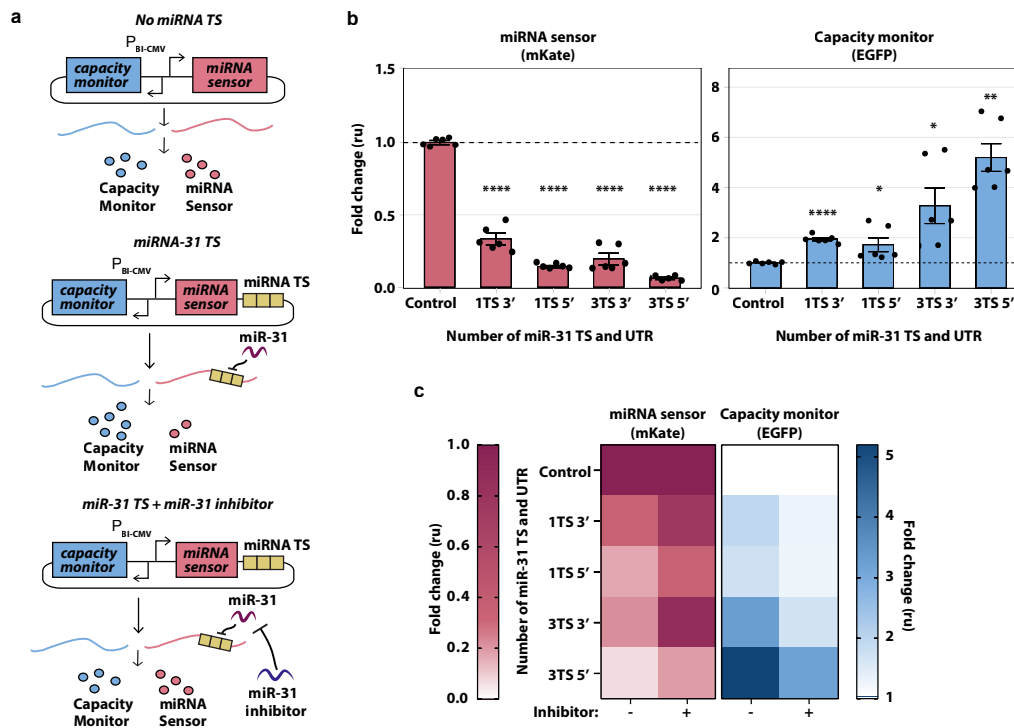 a
No miRNA TS
P BI-CMV
capacity
monitor
miRNA
sensor
Capacity
Monitor
miRNA
Sensor
miRNA-31 TS
P BI-CMV
capacity
monitor
miRNA
sensor
miRNA TS
miR-31
Capacity
Monitor
miRNA
Sensor
miR-31 TS + miR-31 inhibitor
P BI-CMV
capacity
monitor
miRNA
sensor
miRNA TS
miR-31
Capacity
Monitor
miRNA
Sensor
miR-31
inhibitor
b
miRNA sensor
(mKate)
Fold change (ru)
1.5
1.0
0.5
0.0
****
****
****
****
Control
1TS 3′
1TS 5′
3TS 3′
3TS 5′
Number of miR-31 TS and UTR
Capacity monitor
(EGFP)
8
6
4
2
0
****
*
*
**
Control
1TS 3′
1TS 5′
3TS 3′
3TS 5′
Number of miR-31 TS and UTR
c
miRNA sensor
(mKate)
Capacity monitor
(EGFP)
Fold change (ru)
1.0
0.8
0.6
0.4
0.2
0.0
Number of miR-31 TS and UTR
Control
1TS 3′
1TS 5′
3TS 3′
3TS 5′
Inhibitor:
-
+
-
+
5
4
3
2
1
Fold change (ru)